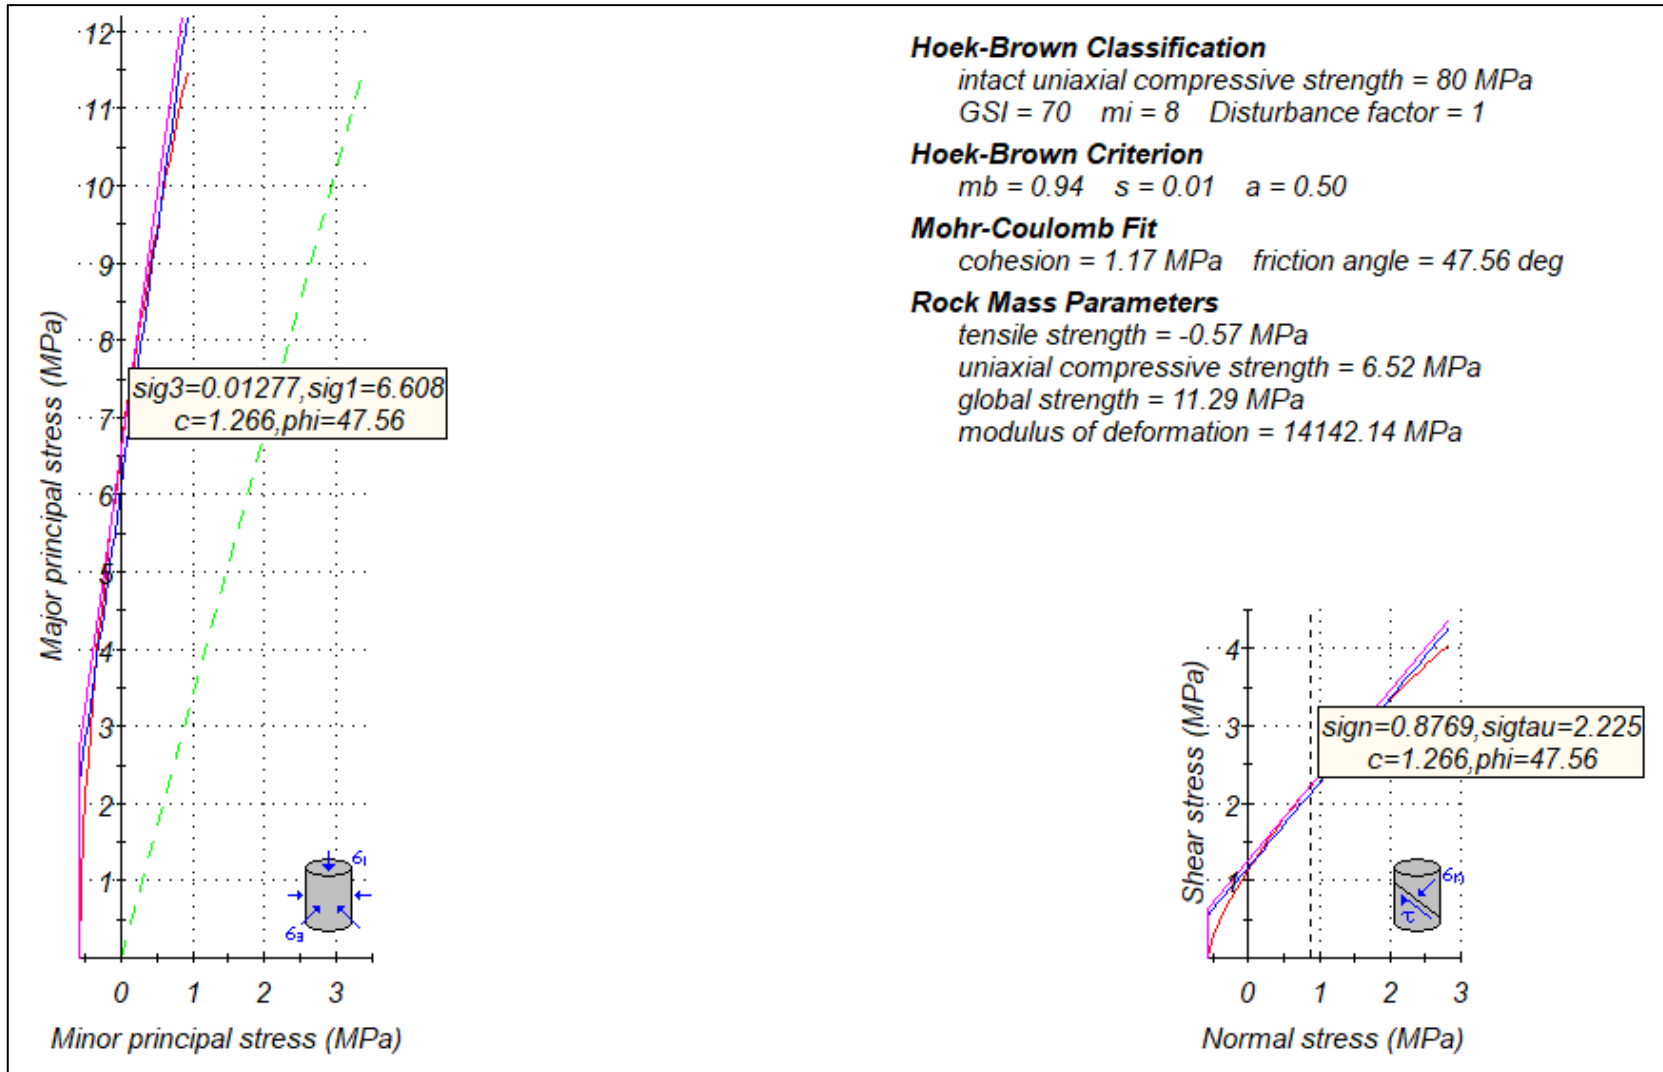 Hoek-Brown Classification
intact uniaxial compressive strength = 80 MPa
GSI = 70 mi = 8 Disturbance factor = 1
Hoek-Brown Criterion
mb = 0.94 s = 0.01 a = 0.50
Mohr-Coulomb Fit
cohesion = 1.17 MPa friction angle = 47.56 deg
Rock Mass Parameters
tensile strength = -0.57 MPa
uniaxial compressive strength = 6.52 MPa
global strength = 11.29 MPa
modulus of deformation = 14142.14 MPa
Major principal stress (MPa)
12
11
10
9
8
7
6
5
4
3
2
1
sig3=0.01277,sig1=6.608
c=1.266,phi=47.56
σ1
σ3
0 1 2 3
Minor principal stress (MPa)
Shear stress (MPa)
4
3
2
1
sign=0.8769,sigtau=2.225
c=1.266,phi=47.56
σn
τ
0 1 2 3
Normal stress (MPa)